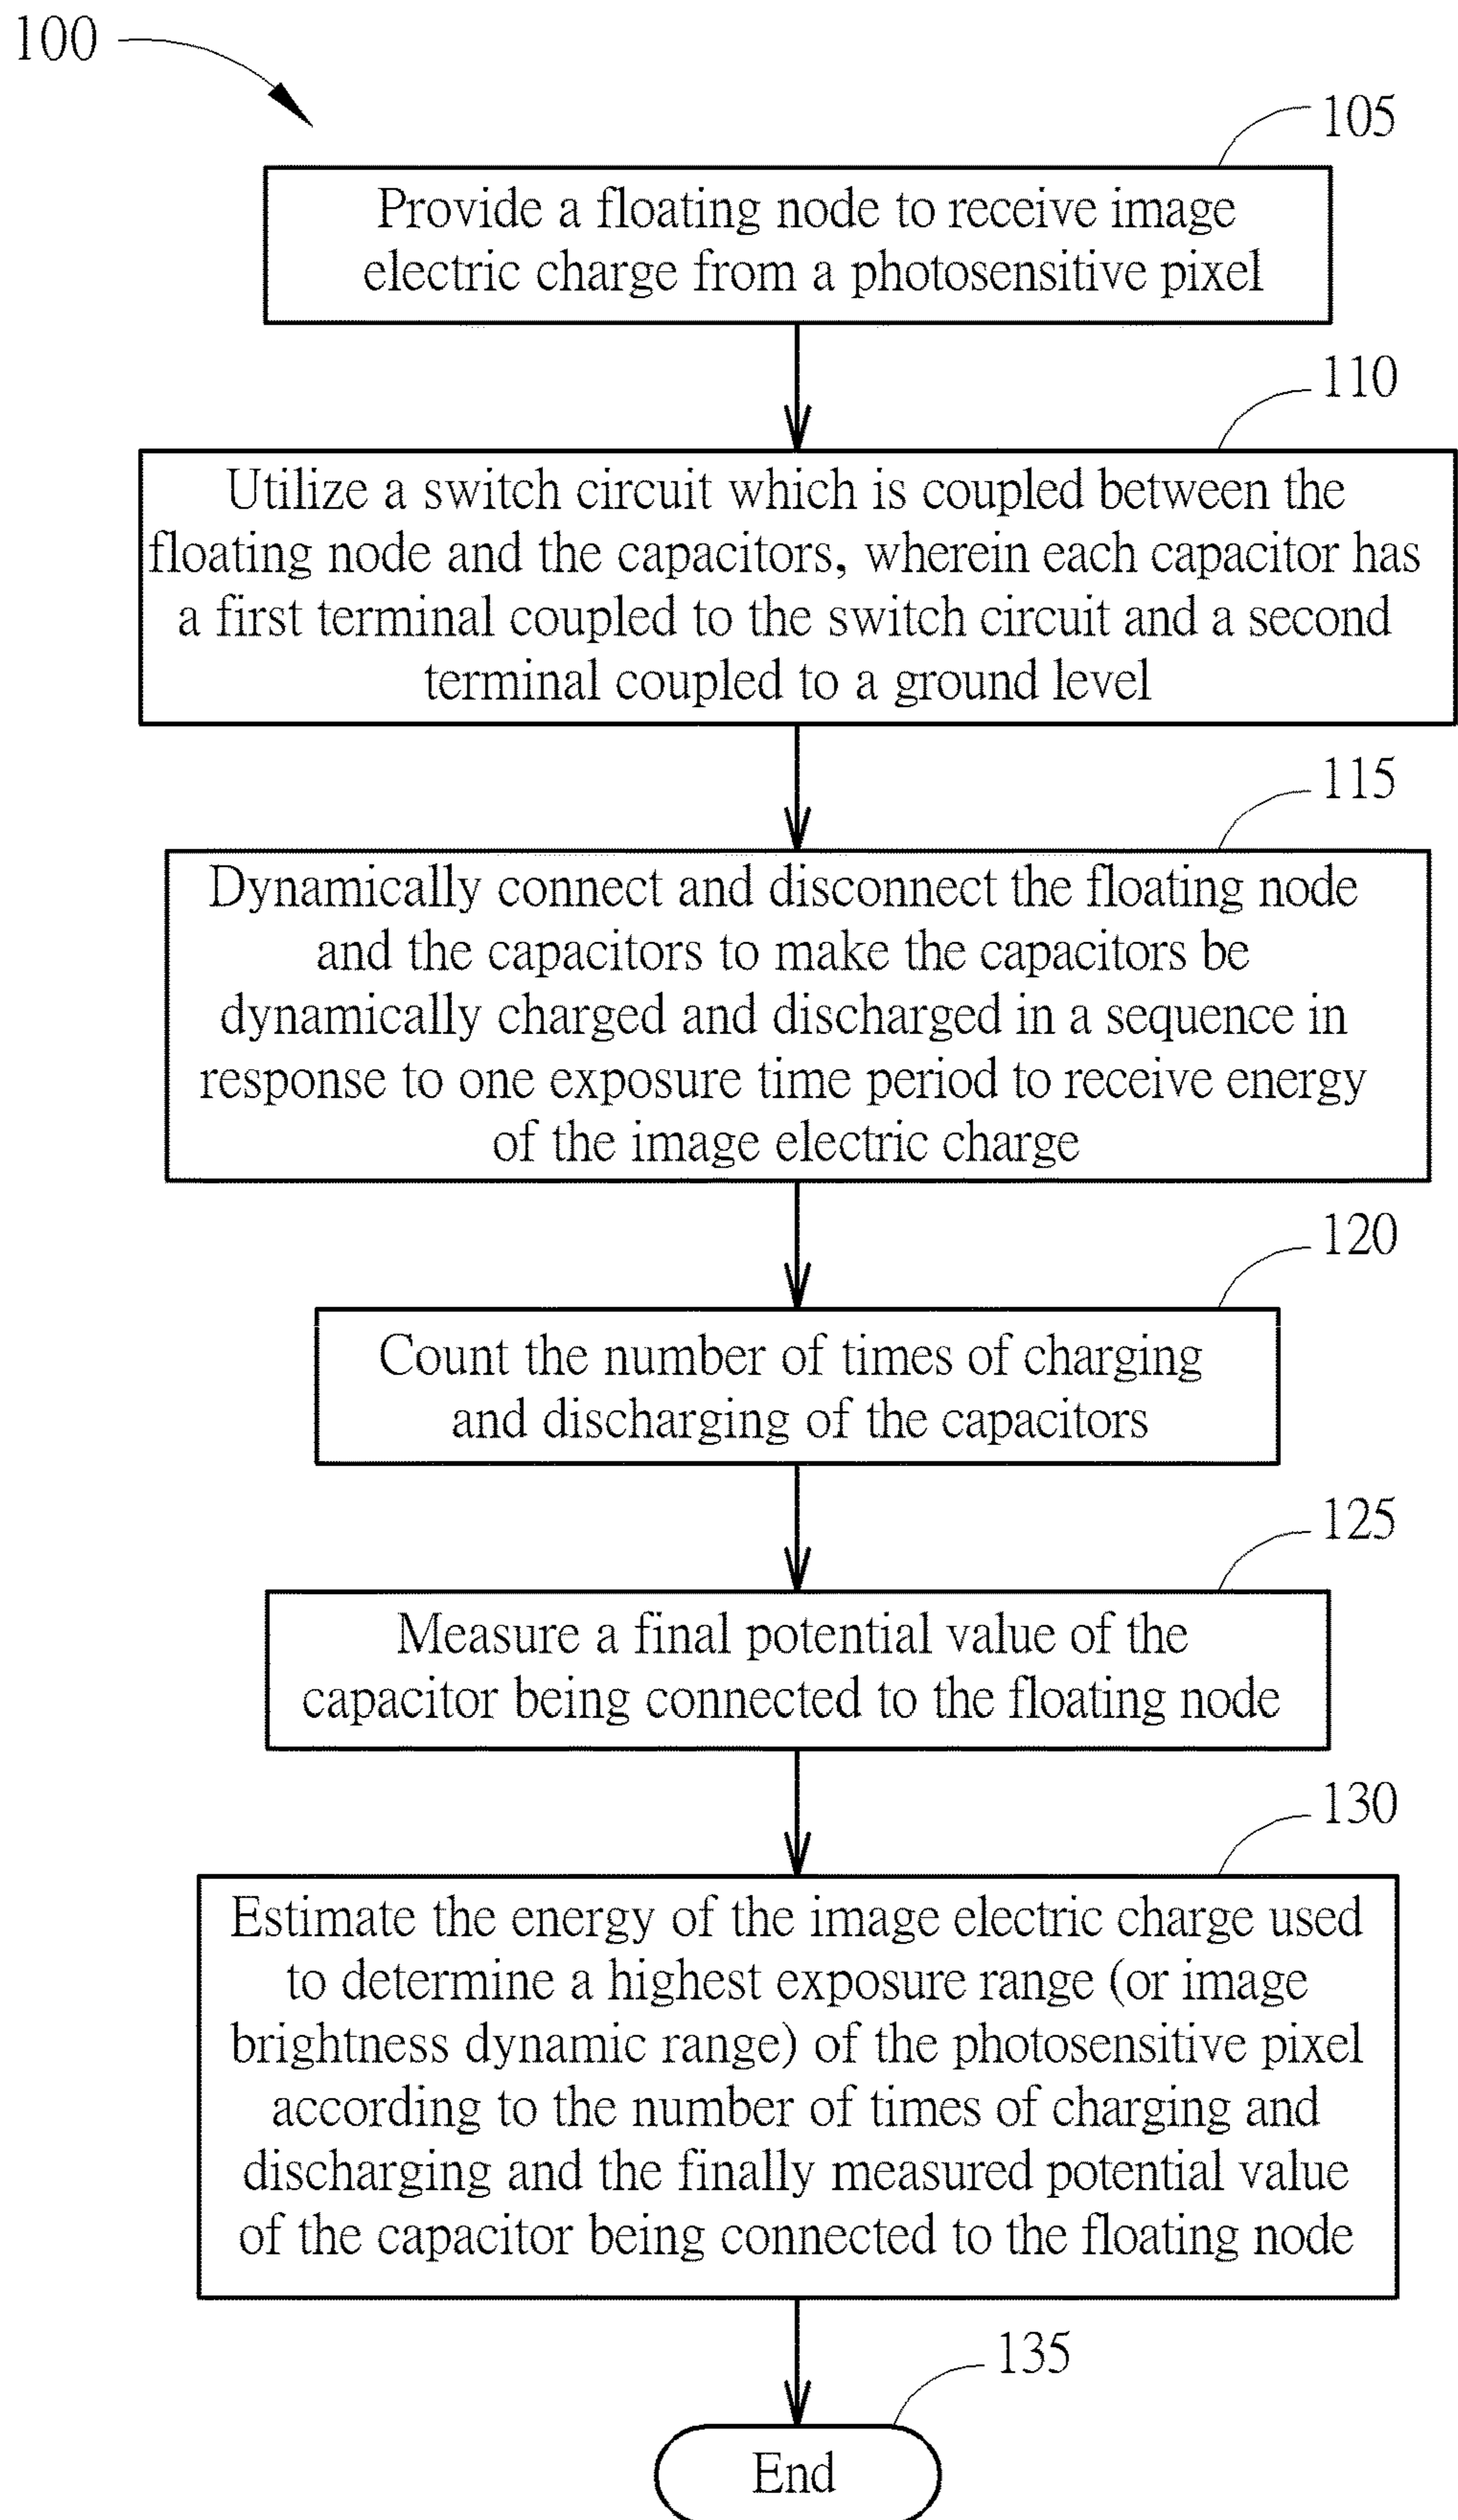 100
105
Provide a floating node to receive image
electric charge from a photosensitive pixel
110
Utilize a switch circuit which is coupled between the
floating node and the capacitors, wherein each capacitor has
a first terminal coupled to the switch circuit and a second
terminal coupled to a ground level
115
Dynamically connect and disconnect the floating node
and the capacitors to make the capacitors be
dynamically charged and discharged in a sequence in
response to one exposure time period to receive energy
of the image electric charge
120
Count the number of times of charging
and discharging of the capacitors
125
Measure a final potential value of the
capacitor being connected to the floating node
130
Estimate the energy of the image electric charge used
to determine a highest exposure range (or image
brightness dynamic range) of the photosensitive pixel
according to the number of times of charging and
discharging and the finally measured potential value
of the capacitor being connected to the floating node
135
End